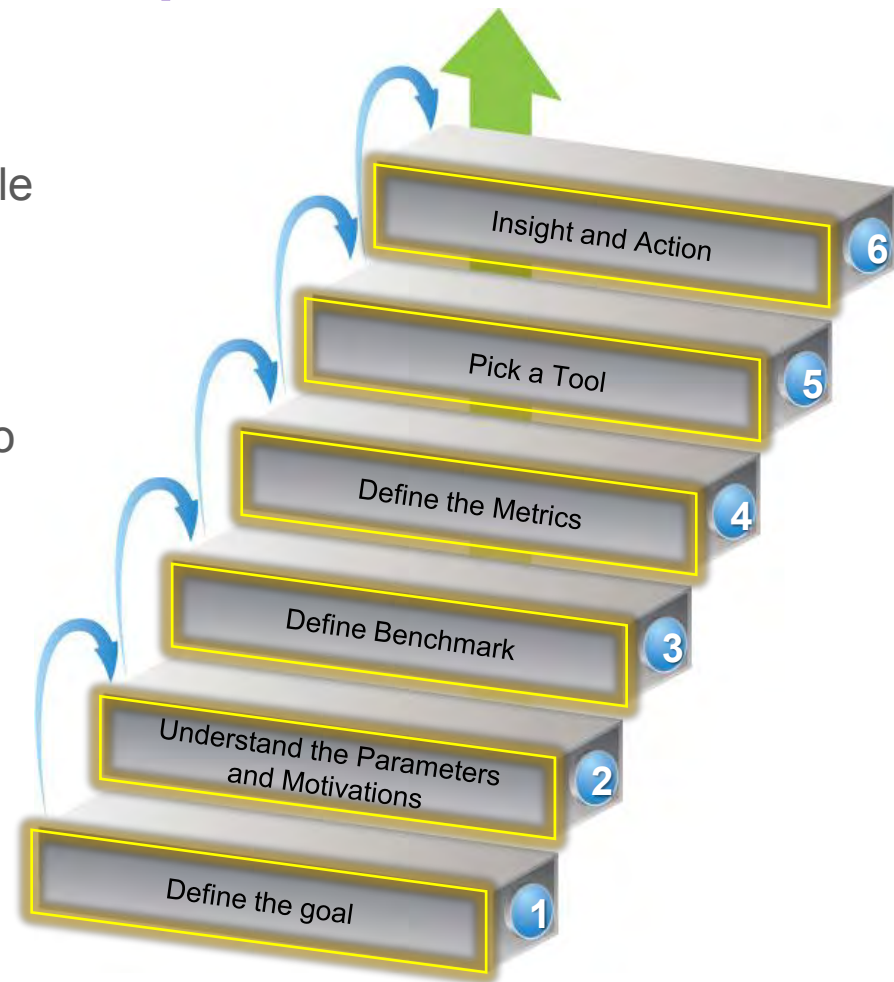 le
o
Insight and Action
6
Pick a Tool
5
Define the Metrics
4
Define Benchmark
3
Understand the Parameters
and Motivations
2
Define the goal
1